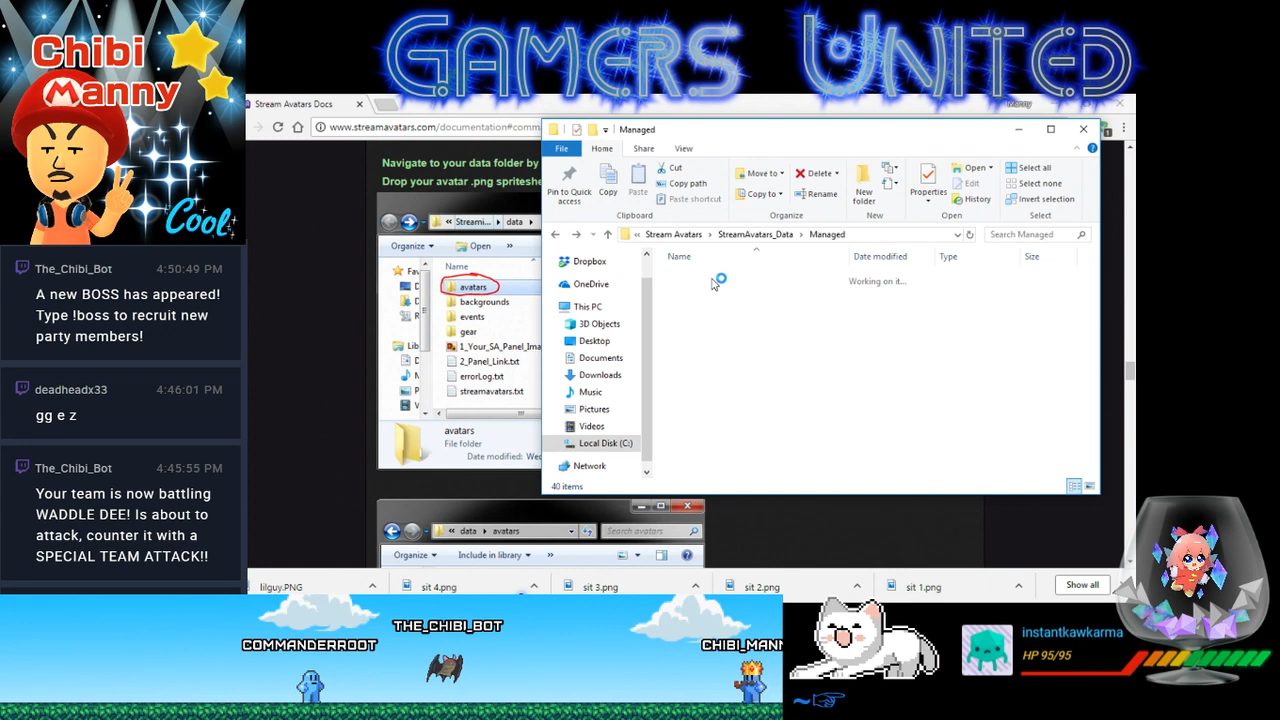 Gamers United
Chibi
Manny
Cool
The_Chibi_Bot 4:50:49 PM
A new BOSS has appeared!
Type !boss to recruit new
party members!
deadheadx33 4:46:01 PM
gg e z
The_Chibi_Bot 4:45:55 PM
Your team is now battling
WADDLE DEE! Is about to
attack, counter it with a
SPECIAL TEAM ATTACK!!
Stream Avatars Docs
Manny
www.streamavatars.com/documentation#comm
Navigate to your data folder by
Drop your avatar .png spriteshe
« Streami... data
Organize Open »
Name
avatars
backgrounds
events
gear
1_Your_SA_Panel_Ima
2_Panel_Link.txt
errorLog.txt
streamavatars.txt
avatars
File folder
Date modified: Wed
« data avatars Search avatars
Organize Include in library »
Managed
File Home Share View
Pin to Quick access
Copy
Paste
Cut
Copy path
Paste shortcut
Clipboard
Move to
Copy to
Delete
Rename
Organize
New folder
New
Properties
Open
Edit
History
Open
Select all
Select none
Invert selection
Select
« Stream Avatars StreamAvatars_Data Managed
Search Managed
Name Date modified Type Size
Working on it...
Dropbox
OneDrive
This PC
3D Objects
Desktop
Documents
Downloads
Music
Pictures
Videos
Local Disk (C:)
Network
40 items
lilguy.PNG sit 4.png sit 3.png sit 2.png sit 1.png Show all
COMMANDERROOT
THE_CHIBI_BOT
CHIBI_MANN
instantkawkarma
HP 95/95